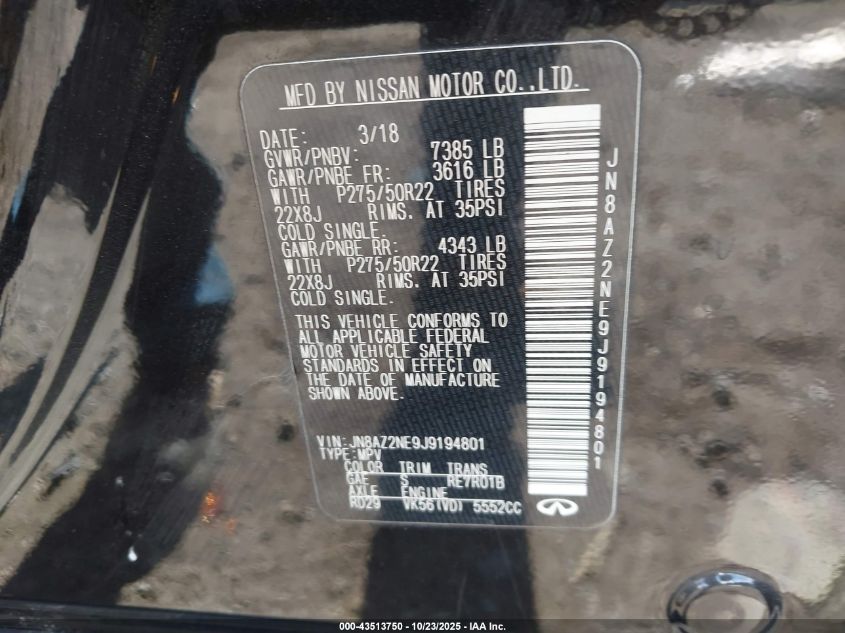 MFD BY NISSAN MOTOR CO.,LTD.
DATE: 3/18
GVWR/PNBV: 7385 LB
GAWR/PNBE FR: 3616 LB
WITH P275/50R22 TIRES
22X8J RIMS. AT 35PSI
COLD SINGLE.
GAWR/PNBE RR: 4343 LB
WITH P275/50R22 TIRES
22X8J RIMS. AT 35PSI
COLD SINGLE.
THIS VEHICLE CONFORMS TO
ALL APPLICABLE FEDERAL
MOTOR VEHICLE SAFETY
STANDARDS IN EFFECT ON
THE DATE OF MANUFACTURE
SHOWN ABOVE.
VIN:JN8AZ2NE9J9194801
TYPE:MPV
COLOR TRIM TRANS
GAE S RE7R01B
AXLE ENGINE
RD29 VK56(VD) 5552CC
JN8AZ2NE9J9194801
000-43513750 - 10/23/2025 - IAA Inc.